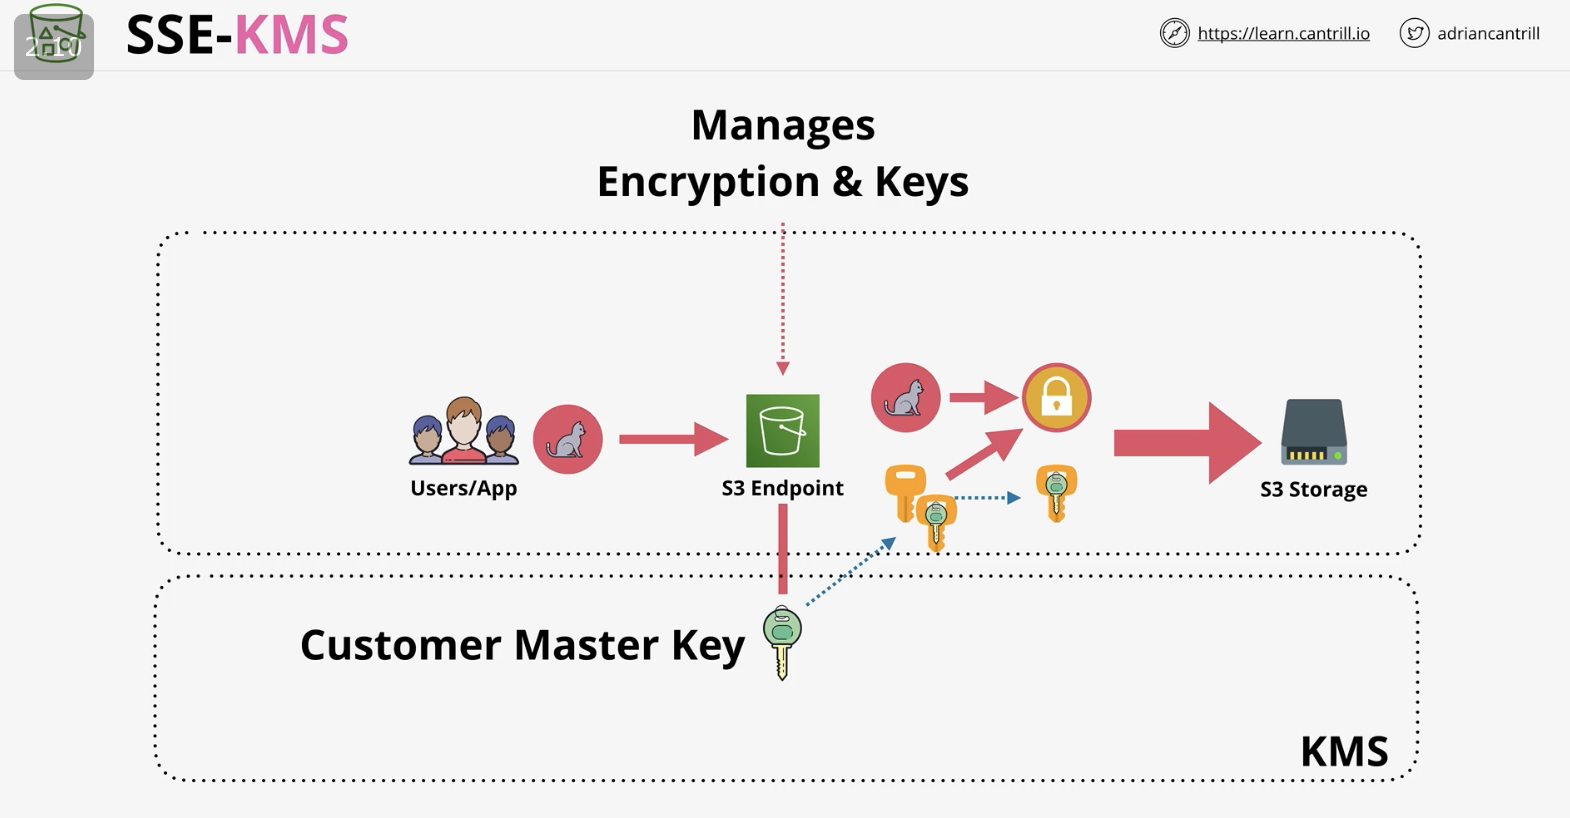 SSE-KMS
https://learn.cantrill.io
adriancantrill
Manages
Encryption & Keys
Users/App
S3 Endpoint
S3 Storage
Customer Master Key
KMS